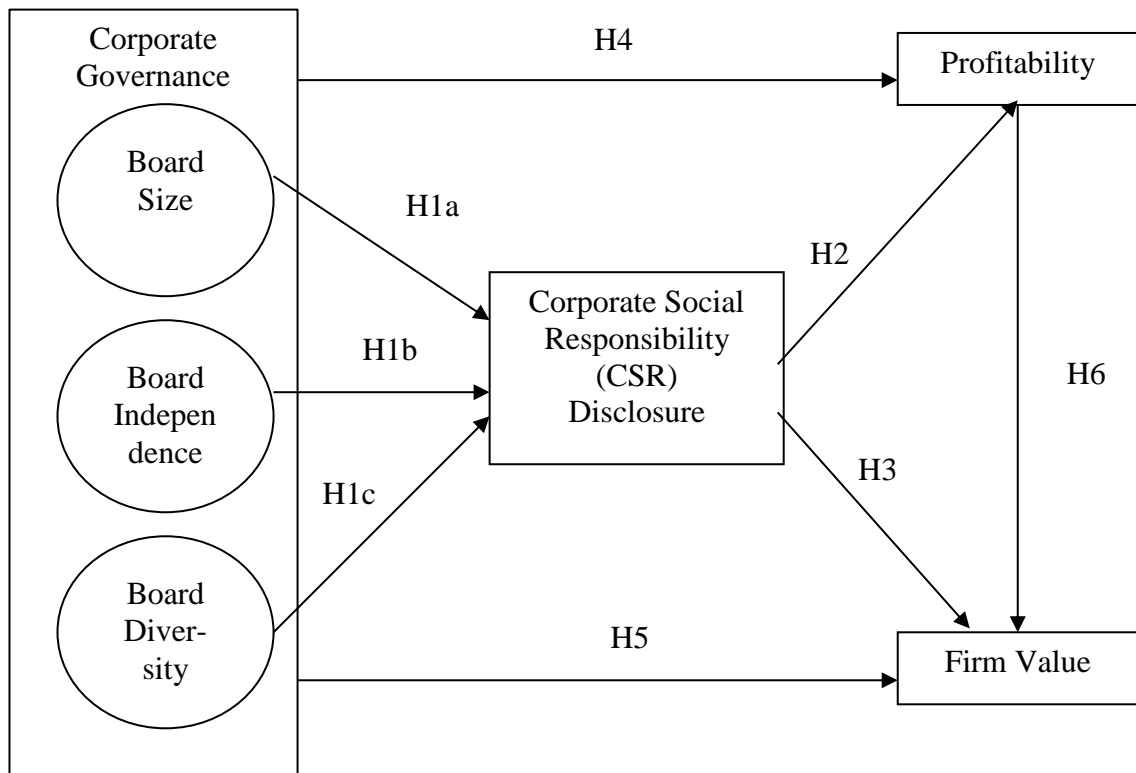 Corporate
Governance
Board
Size
Board
Indepen
dence
Board
Diver-
sity
H1a
H1b
H1c
Corporate Social
Responsibility
(CSR)
Disclosure
H4
H2
H3
H5
Profitability
H6
Firm Value